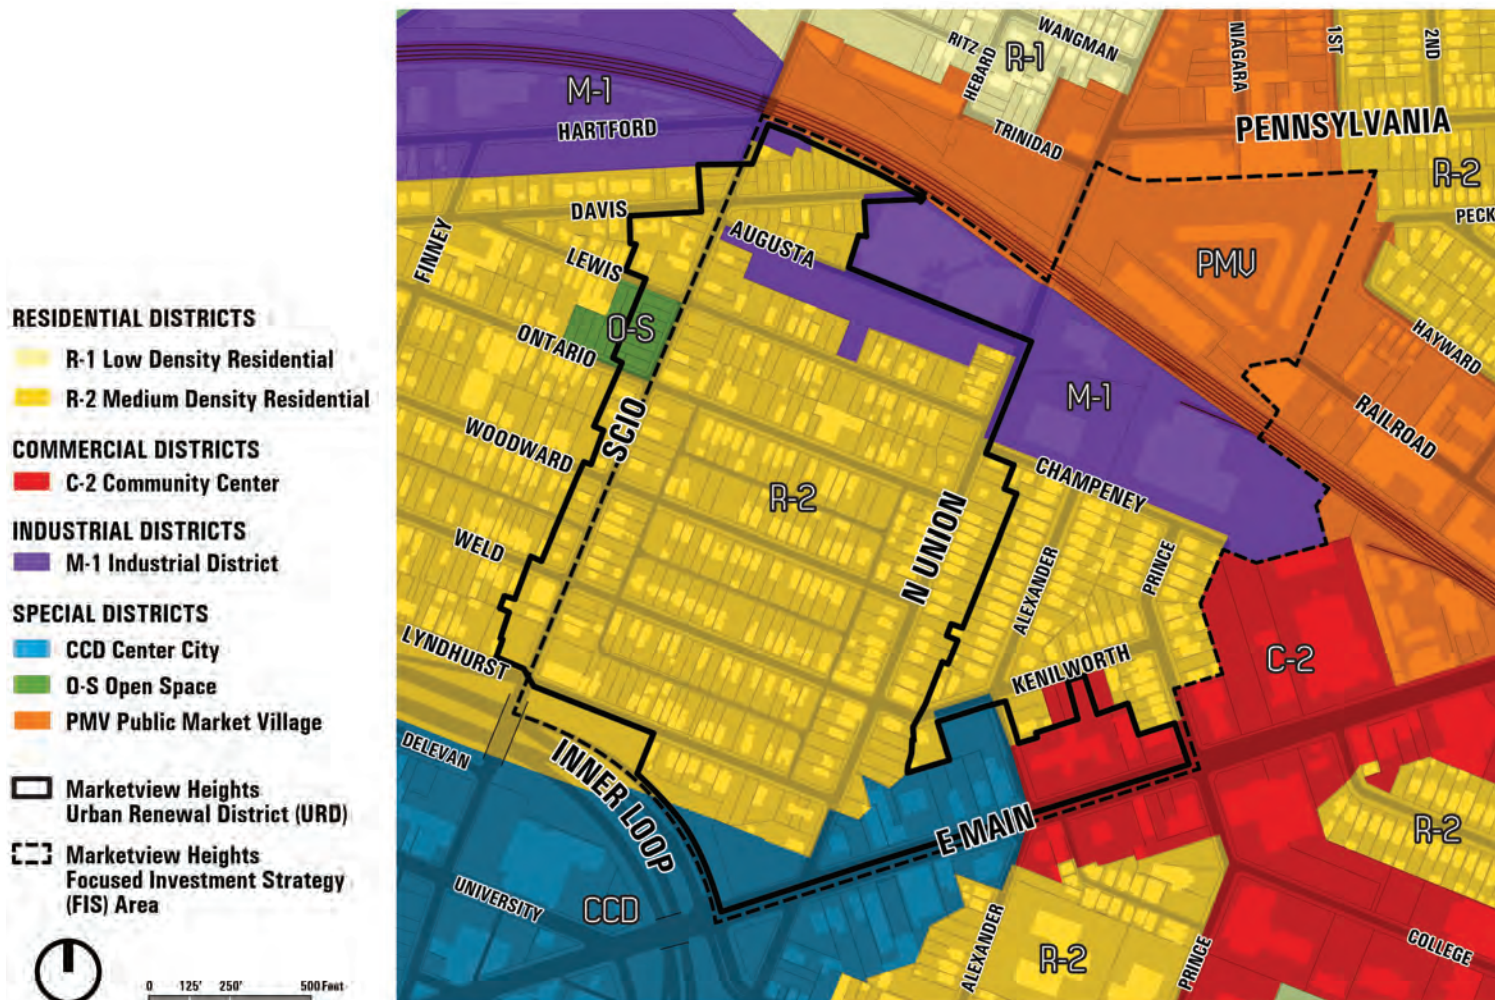 RESIDENTIAL DISTRICTS
R-1 Low Density Residential
R-2 Medium Density Residential
COMMERCIAL DISTRICTS
C-2 Community Center
INDUSTRIAL DISTRICTS
M-1 Industrial District
SPECIAL DISTRICTS
CCD Center City
O-S Open Space
PMV Public Market Village
Marketview Heights
Urban Renewal District (URD)
Marketview Heights
Focused Investment Strategy
(FIS) Area
0 125' 250' 500 Feet
M-1
HARTFORD
RITZ
HEBARD
R-1
WANGMAN
TRINIDAD
NIAGARA
1ST
2ND
PENNSYLVANIA
R-2
PECK
DAVIS
AUGUSTA
FINNEY
LEWIS
O-S
ONTARIO
PMV
HAYWARD
RAILROAD
M-1
SCIO
WOODWARD
R-2
CHAMPENEY
N UNION
WELD
ALEXANDER
PRINCE
LYNDHURST
KENILWORTH
C-2
DELEVAN
INNER LOOP
E MAIN
R-2
UNIVERSITY
CCD
ALEXANDER
R-2
PRINCE
COLLEGE